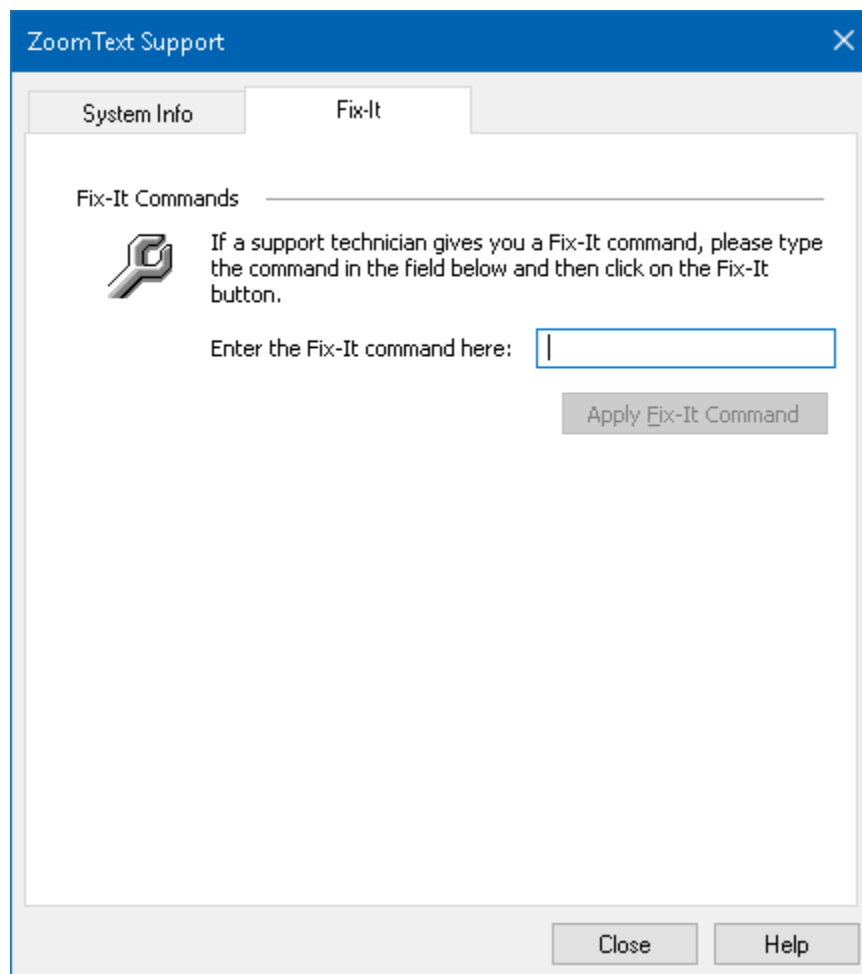 ZoomText Support
System Info
Fix-It
Fix-It Commands
If a support technician gives you a Fix-It command, please type
the command in the field below and then click on the Fix-It
button.
Enter the Fix-It command here:
Apply Fix-It Command
Close
Help